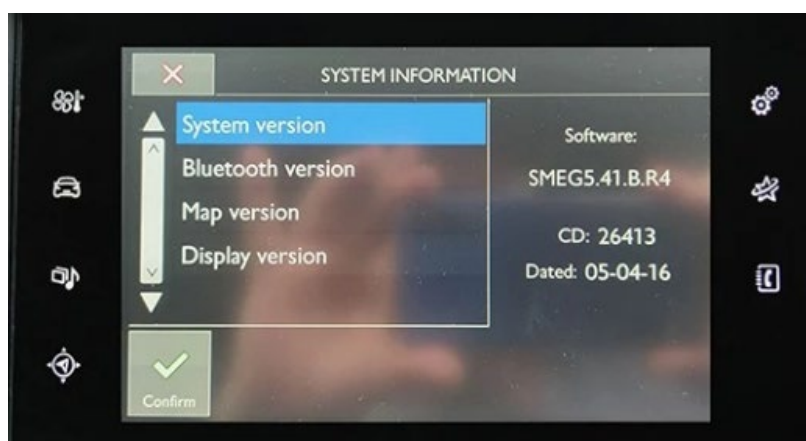 SYSTEM INFORMATION
System version
Bluetooth version
Map version
Display version
Software:
SMEG5.41.B.R4
CD: 26413
Dated: 05-04-16
Confirm